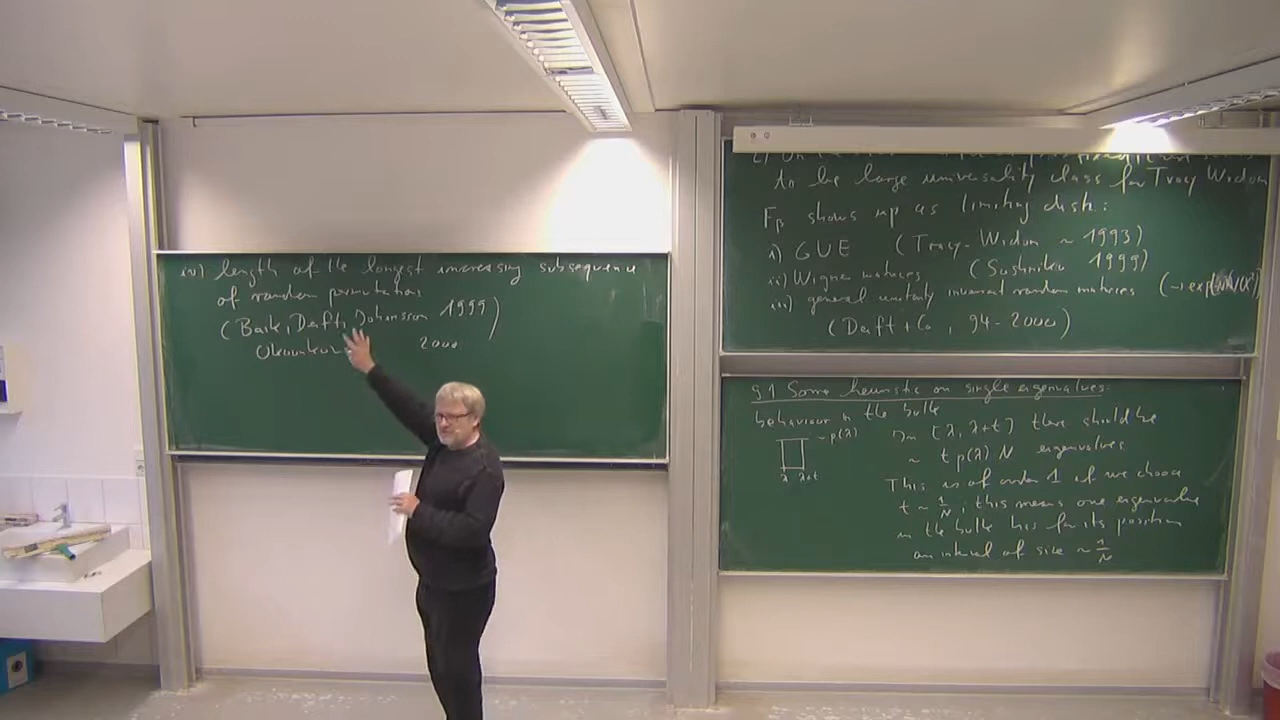 iv) length of the longest increasing subsequence
of random permutation
(Baik, Deift, Johansson 1999)
Okounkov 2000
to be large universality class for Tracy Widom
Fβ shows up as limiting distr.:
i) GUE (Tracy-Widom ~ 1993)
ii) Wigner matrices (Soshnikov 1999)
iii) general unitarily invariant random matrices (→ exp
(Deift + Co, 94-2000)
§1 Some heuristic on single eigenvalues:
behaviour in the bulk
~ p(λ)
λ λ+t
In [λ, λ+t] there should be
~ t p(λ) N eigenvalues
This is of order 1 if we choose
t ~ 1/N ; this means one eigenvalue
in the bulk has for its position
an interval of size ~ 1/N